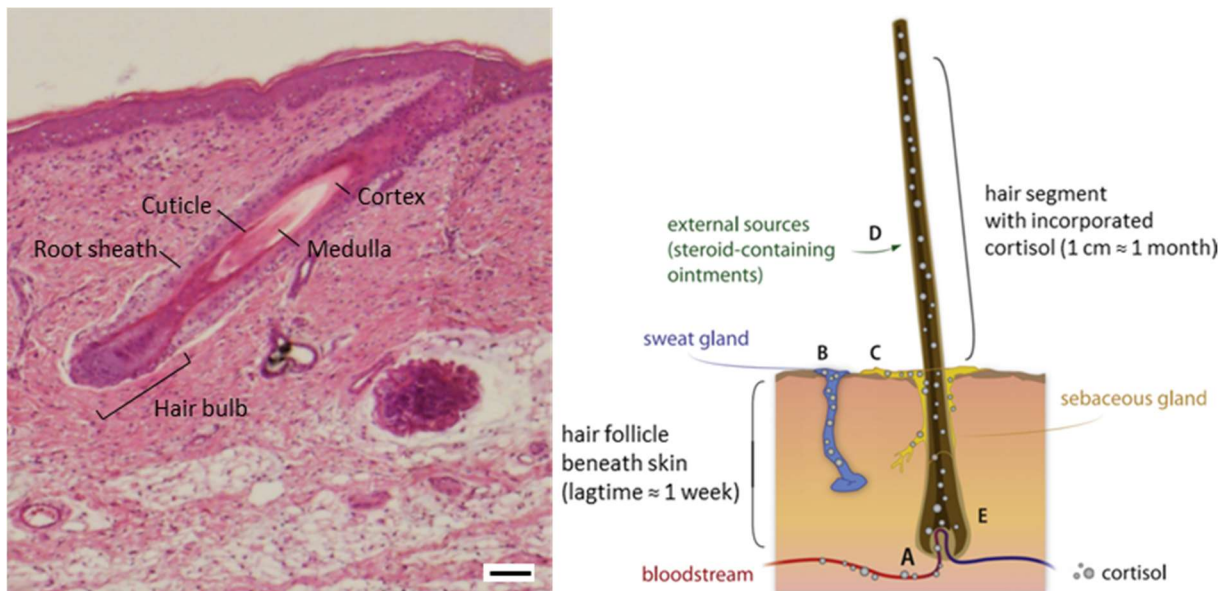 Cuticle
Cortex
Root sheath
Medulla
Hair bulb
external sources
(steroid-containing
ointments)
D
hair segment
with incorporated
cortisol (1 cm ≈ 1 month)
sweat gland
B
C
sebaceous gland
hair follicle
beneath skin
(lagtime ≈ 1 week)
E
A
bloodstream
cortisol